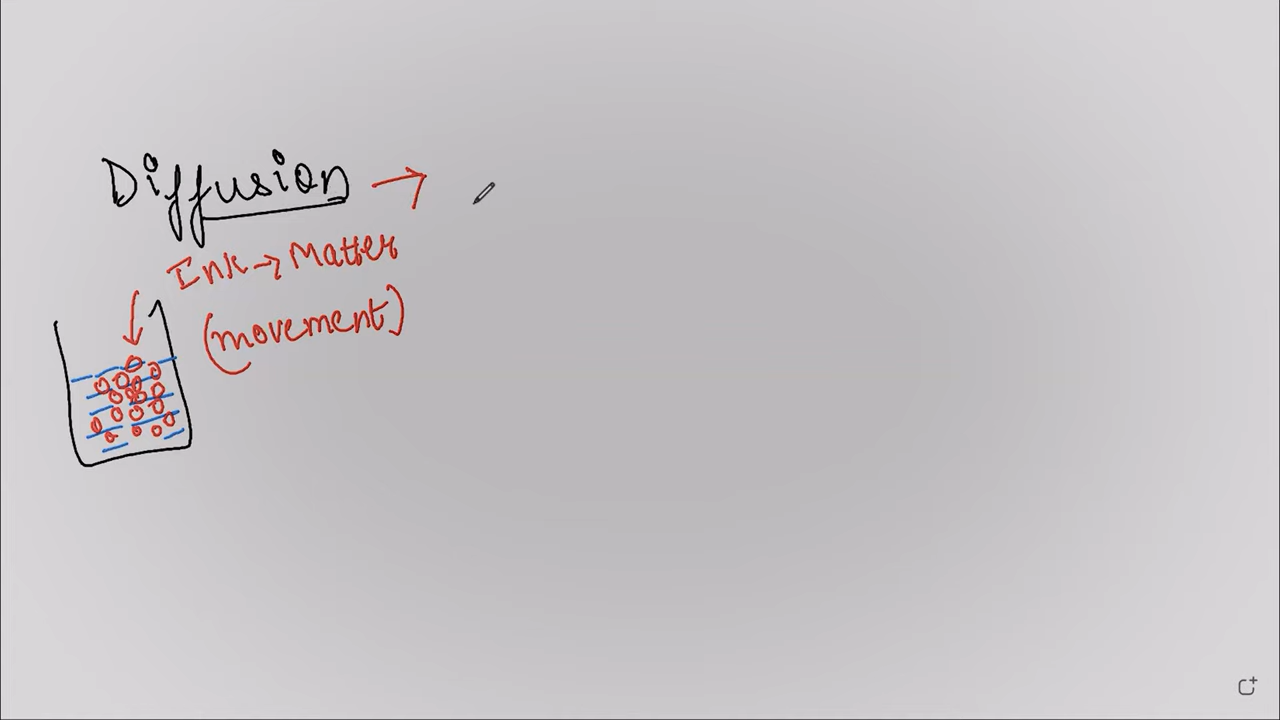 Diffusion →
Ink → Matter
(movement)